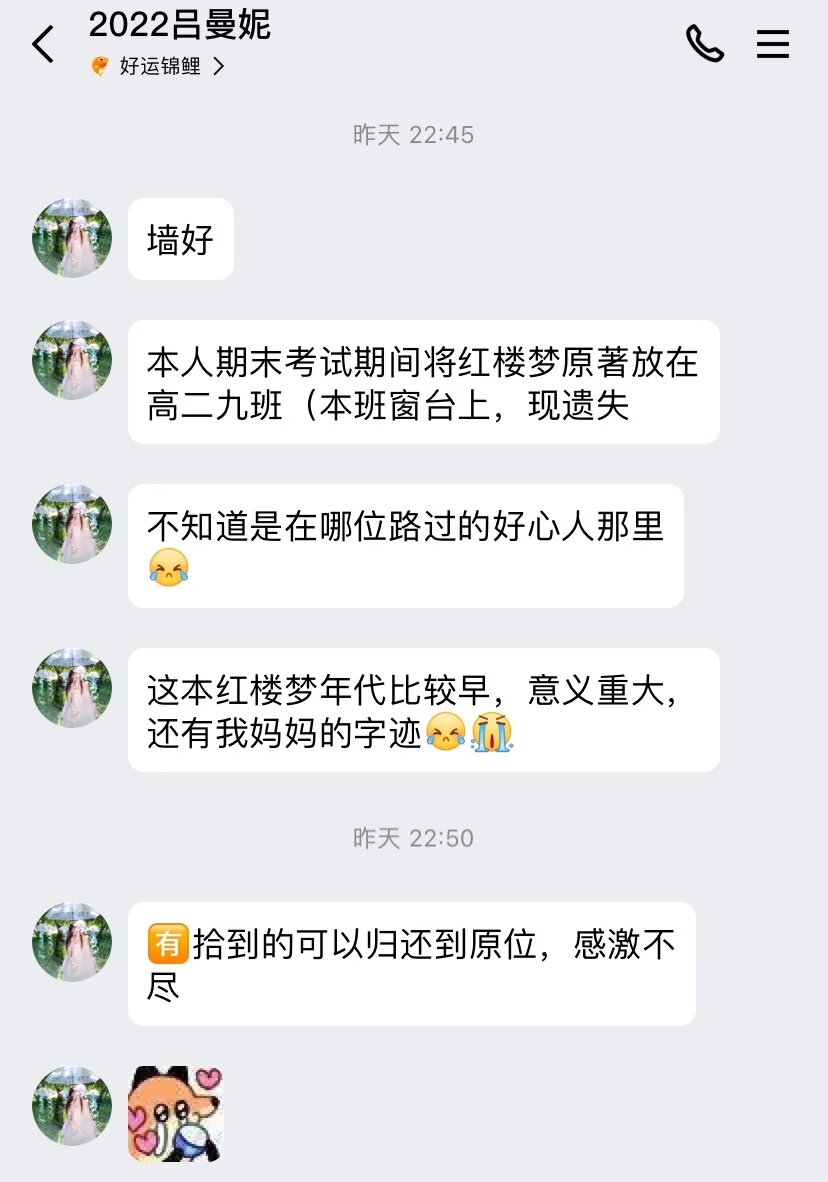 2022吕曼妮
好运锦鲤
昨天 22:45
墙好
本人期末考试期间将红楼梦原著放在
高二九班（本班窗台上，现遗失
不知道是在哪位路过的好心人那里
😹
这本红楼梦年代比较早，意义重大，
还有我妈妈的字迹😹😭
昨天 22:50
🈶拾到的可以归还到原位，感激不
尽